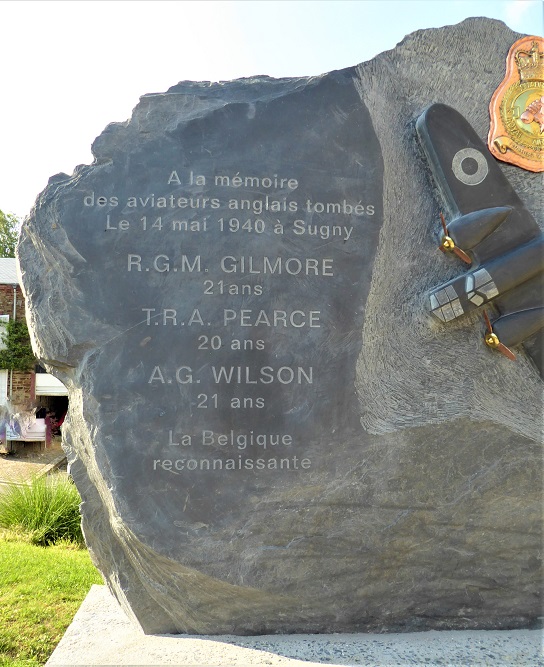 A la mémoire
des aviateurs anglais tombés
Le 14 mai 1940 à Sugny
R.G.M. GILMORE
21ans
T.R.A. PEARCE
20 ans
A.G. WILSON
21 ans
La Belgique
reconnaissante